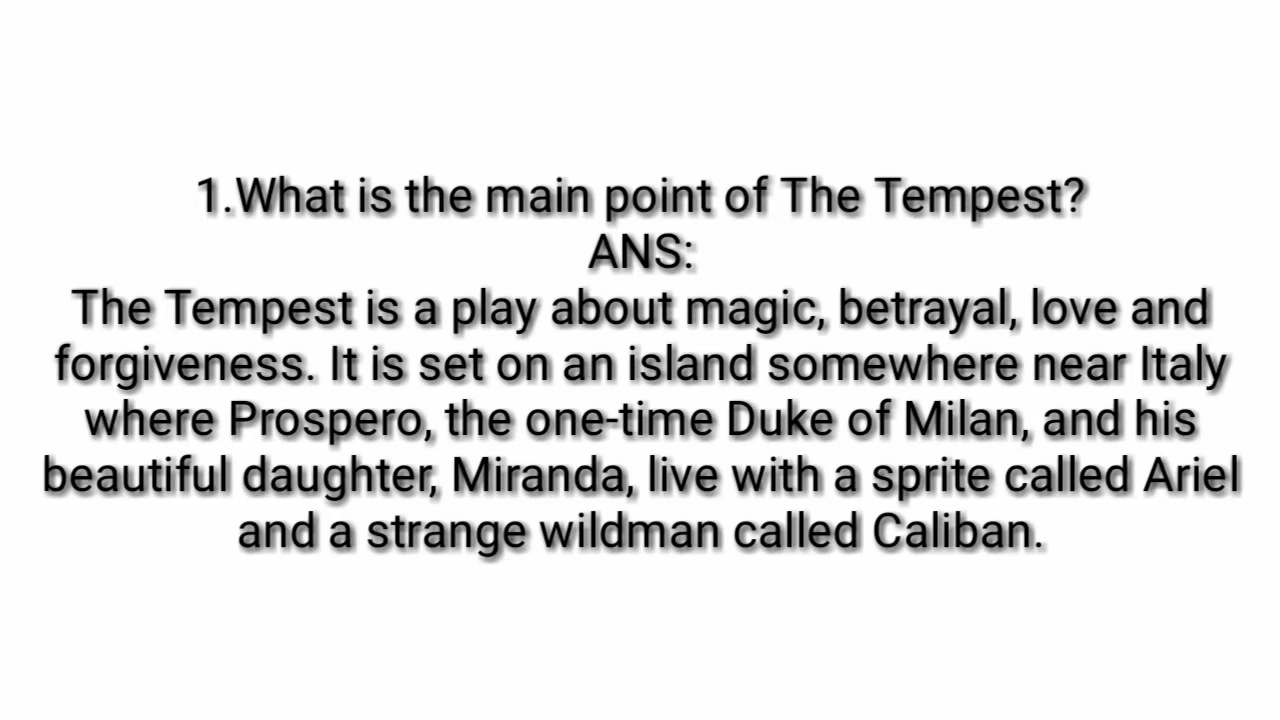 1.What is the main point of The Tempest?
ANS:
The Tempest is a play about magic, betrayal, love and
forgiveness. It is set on an island somewhere near Italy
where Prospero, the one-time Duke of Milan, and his
beautiful daughter, Miranda, live with a sprite called Ariel
and a strange wildman called Caliban.